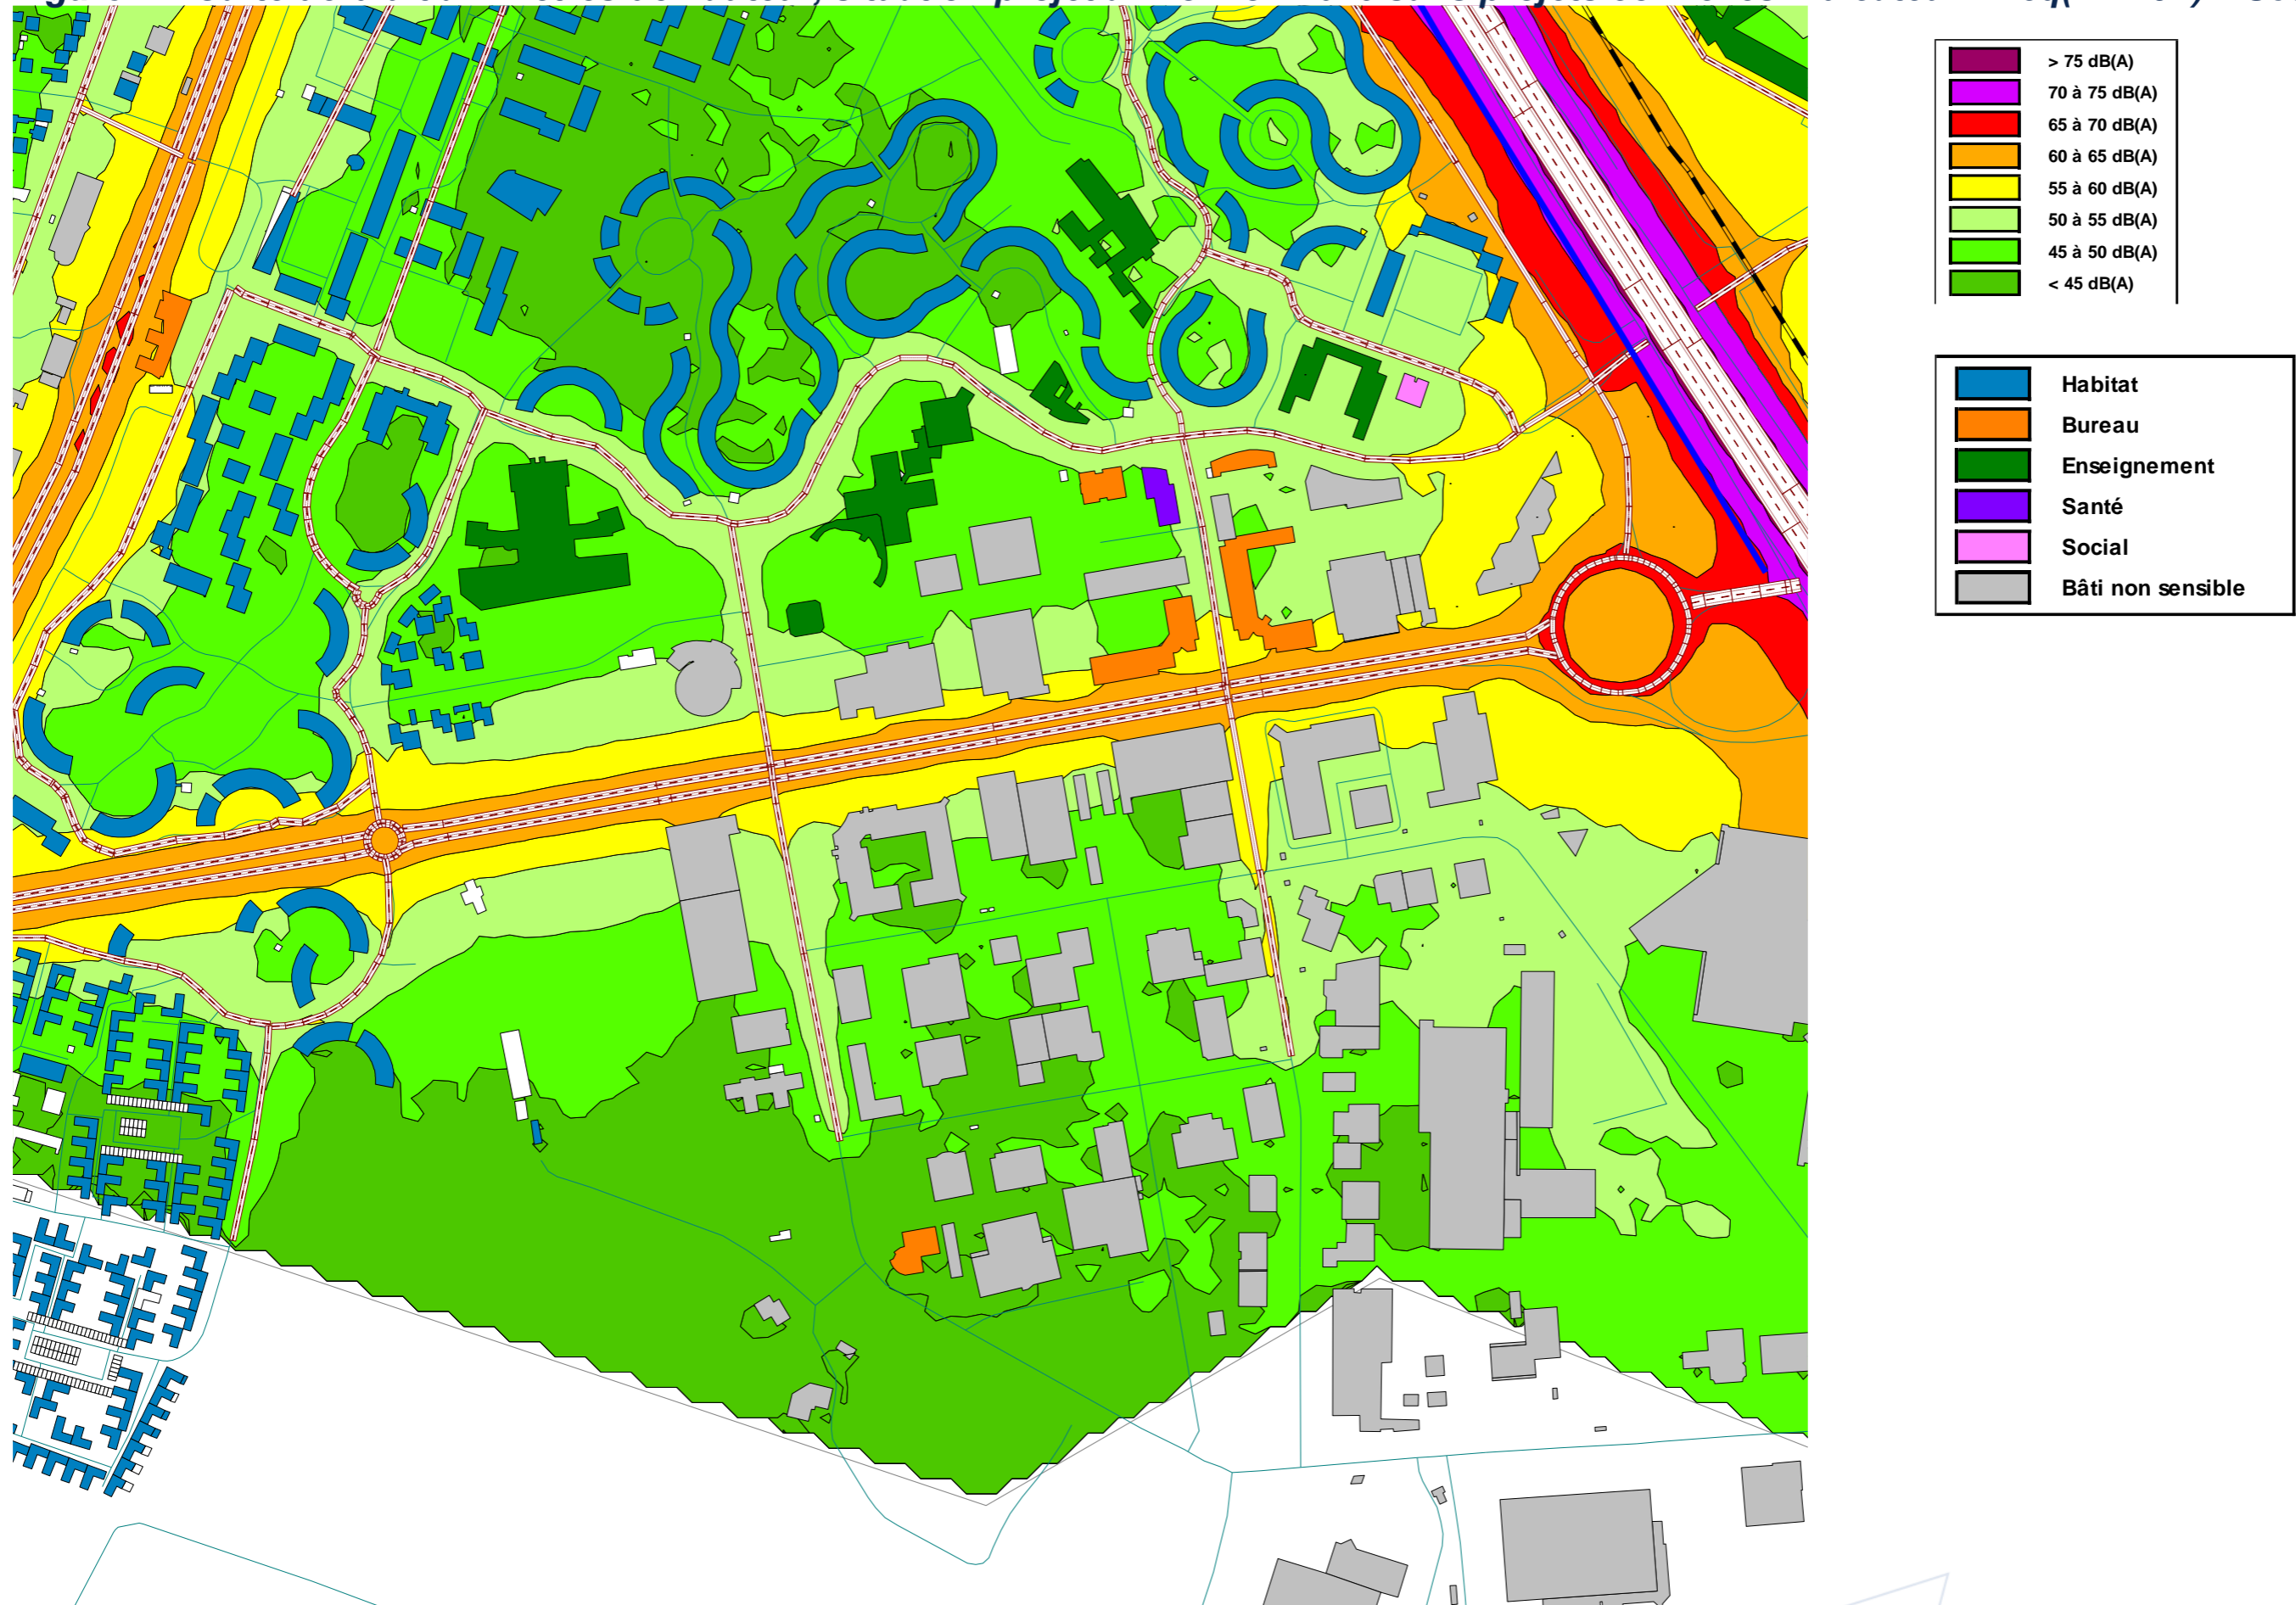 > 75 dB(A)
70 à 75 dB(A)
65 à 70 dB(A)
60 à 65 dB(A)
55 à 60 dB(A)
50 à 55 dB(A)
45 à 50 dB(A)
< 45 dB(A)
Habitat
Bureau
Enseignement
Santé
Social
Bâti non sensible